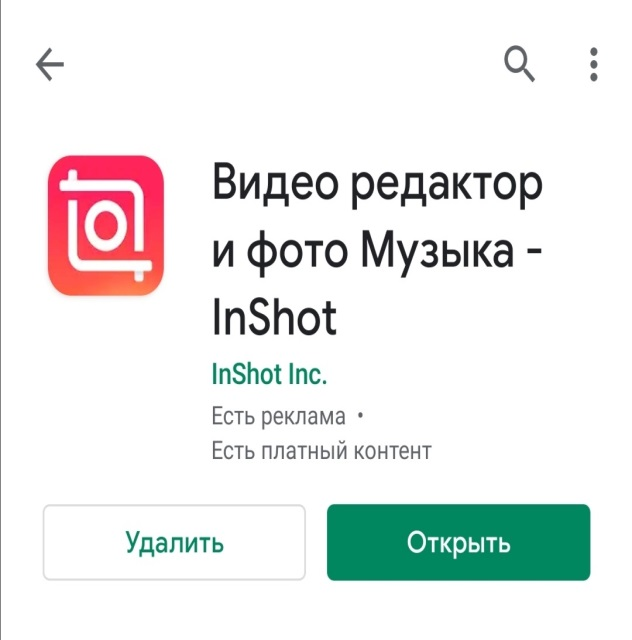 Видео редактор
и фото Музыка -
InShot
InShot Inc.
Есть реклама •
Есть платный контент
Удалить
Открыть